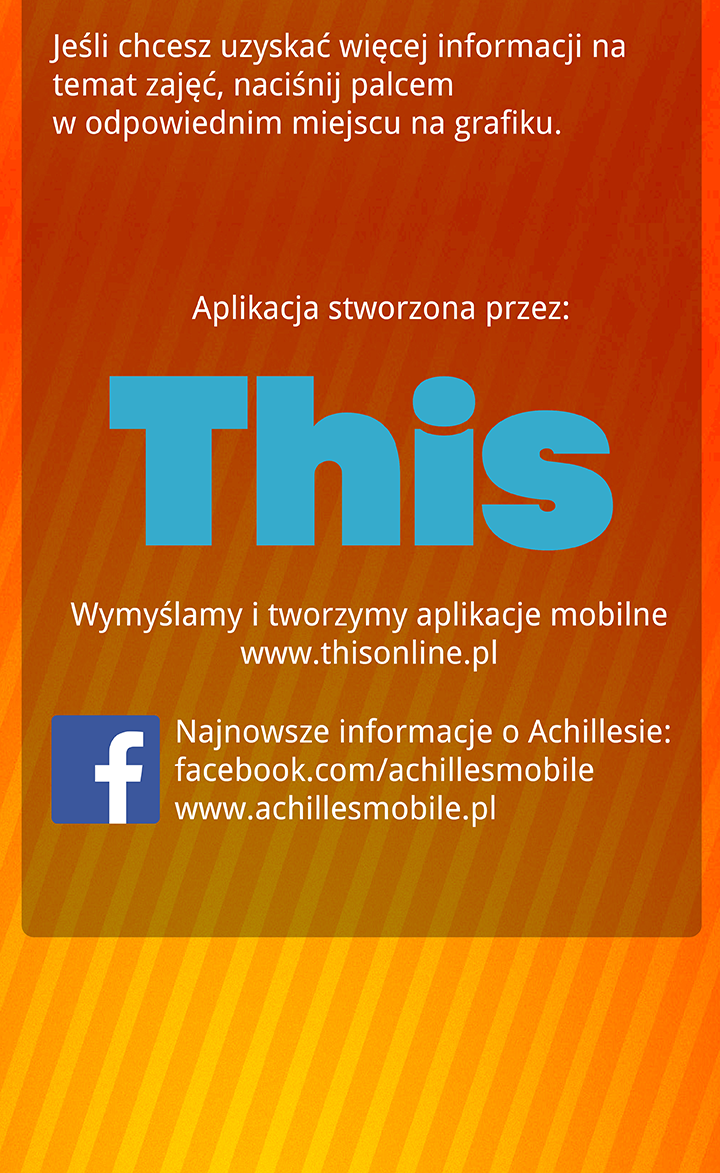 Jeśli chcesz uzyskać więcej informacji na
temat zajęć, naciśnij palcem
w odpowiednim miejscu na grafiku.
Aplikacja stworzona przez:
This
Wymyślamy i tworzymy aplikacje mobilne
www.thisonline.pl
f
Najnowsze informacje o Achillesie:
facebook.com/achillesmobile
www.achillesmobile.pl